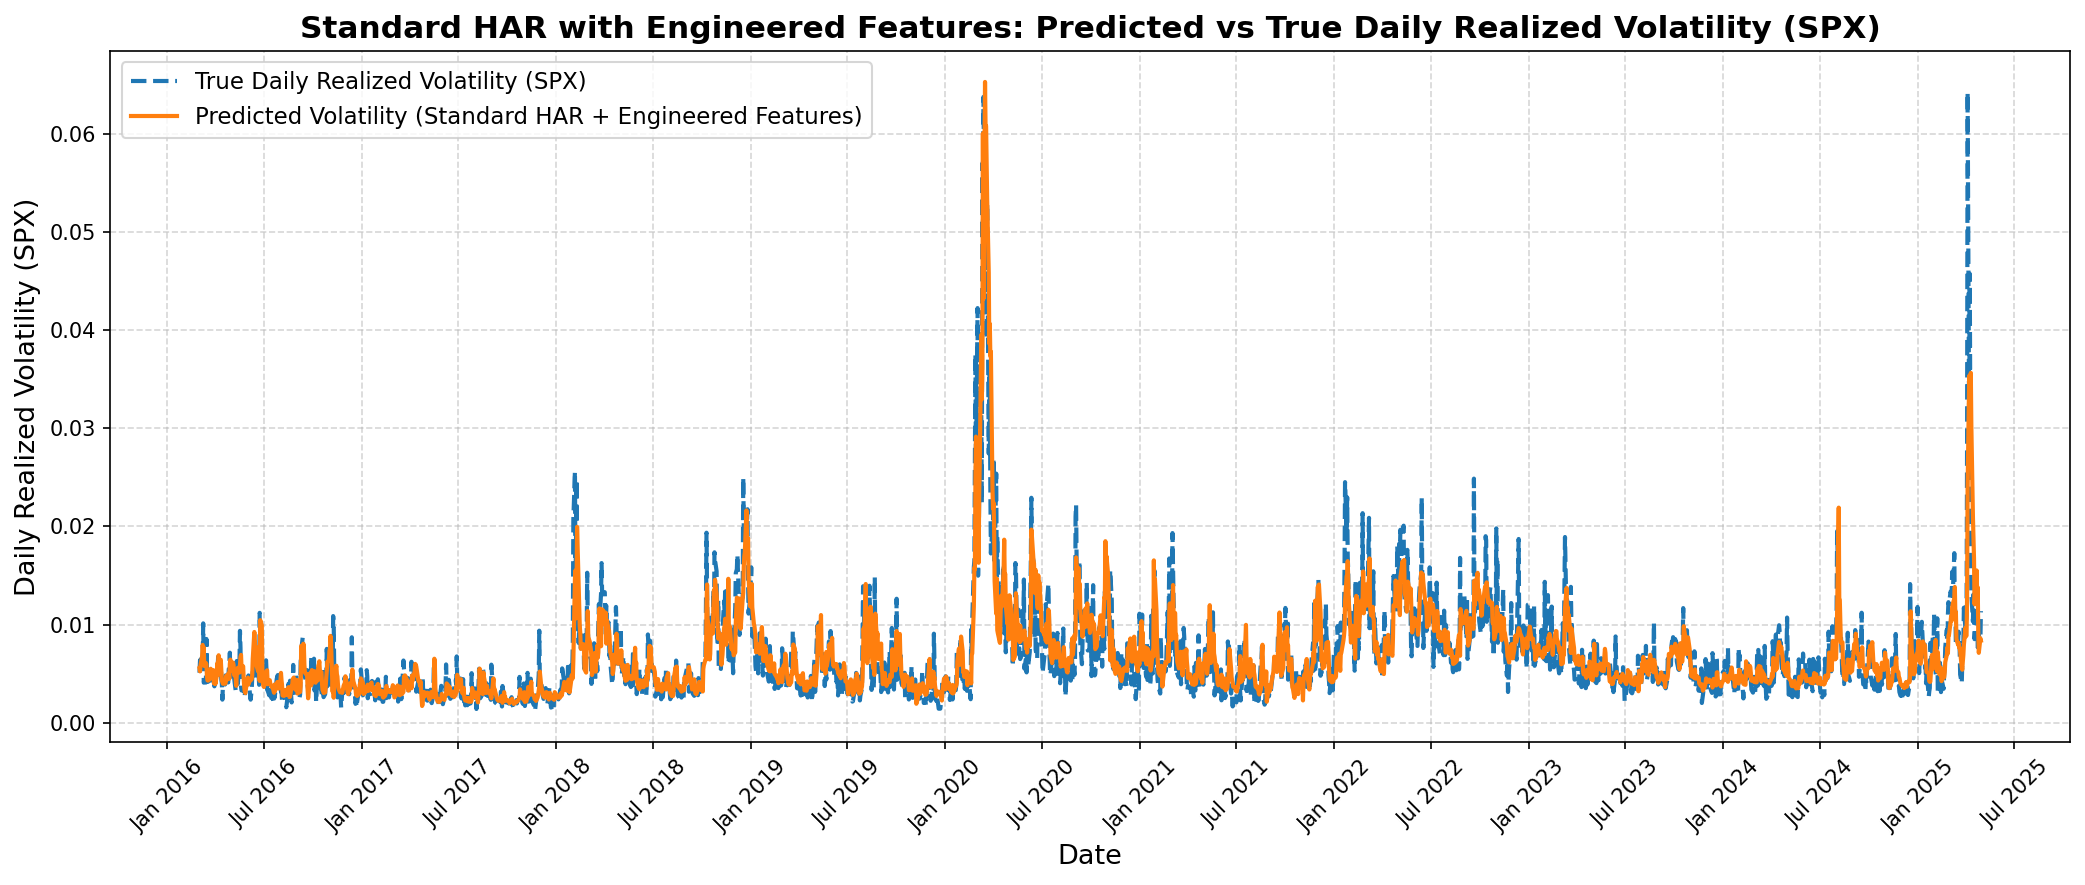 Standard HAR with Engineered Features: Predicted vs True Daily Realized Volatility (SPX)
True Daily Realized Volatility (SPX)
Predicted Volatility (Standard HAR + Engineered Features)
Daily Realized Volatility (SPX)
0.06
0.05
0.04
0.03
0.02
0.01
0.00
Jan 2016
Jul 2016
Jan 2017
Jul 2017
Jan 2018
Jul 2018
Jan 2019
Jul 2019
Jan 2020
Jul 2020
Jan 2021
Jul 2021
Jan 2022
Jul 2022
Jan 2023
Jul 2023
Jan 2024
Jul 2024
Jan 2025
Jul 2025
Date